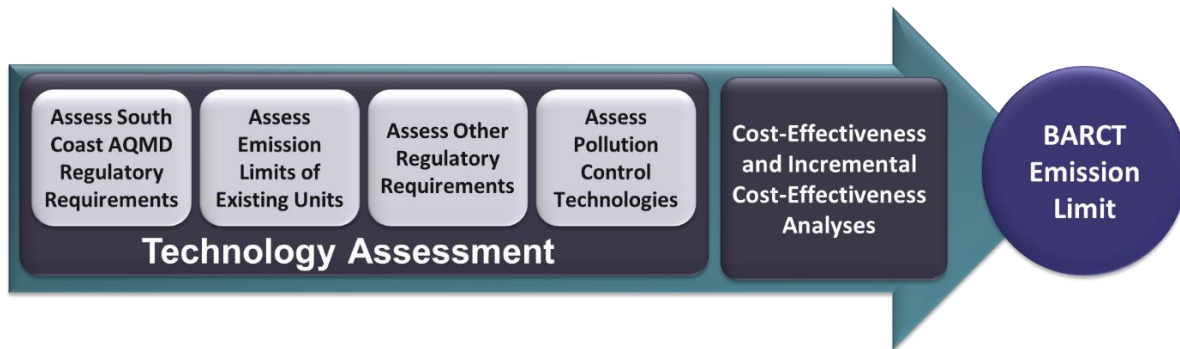 Assess South
Coast AQMD
Regulatory
Requirements
Assess
Emission
Limits of
Existing Units
Assess Other
Regulatory
Requirements
Assess
Pollution
Control
Technologies
Technology Assessment
Cost-Effectiveness
and Incremental
Cost-Effectiveness
Analyses
BARCT
Emission
Limit